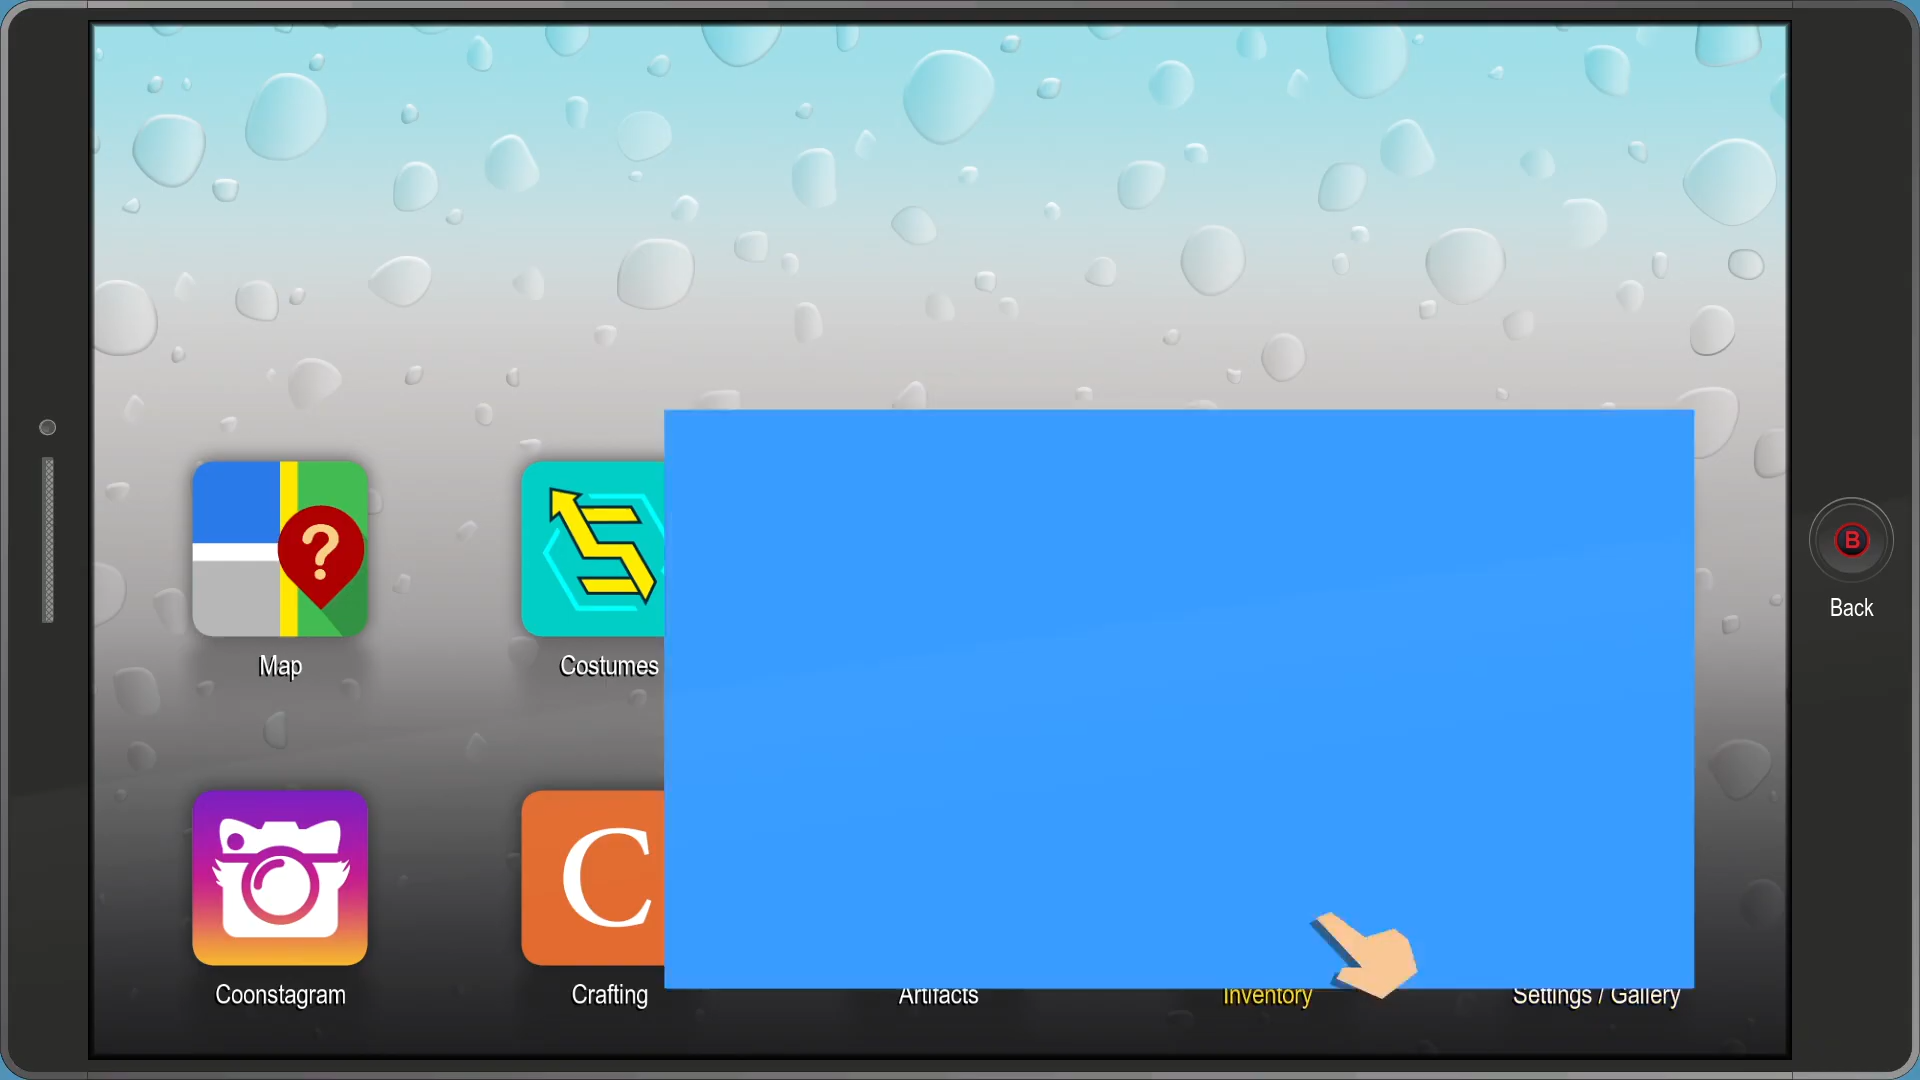 Map
Costumes
B
Back
C
Coonstagram
Crafting
Artifacts
Inventory
Settings / Gallery